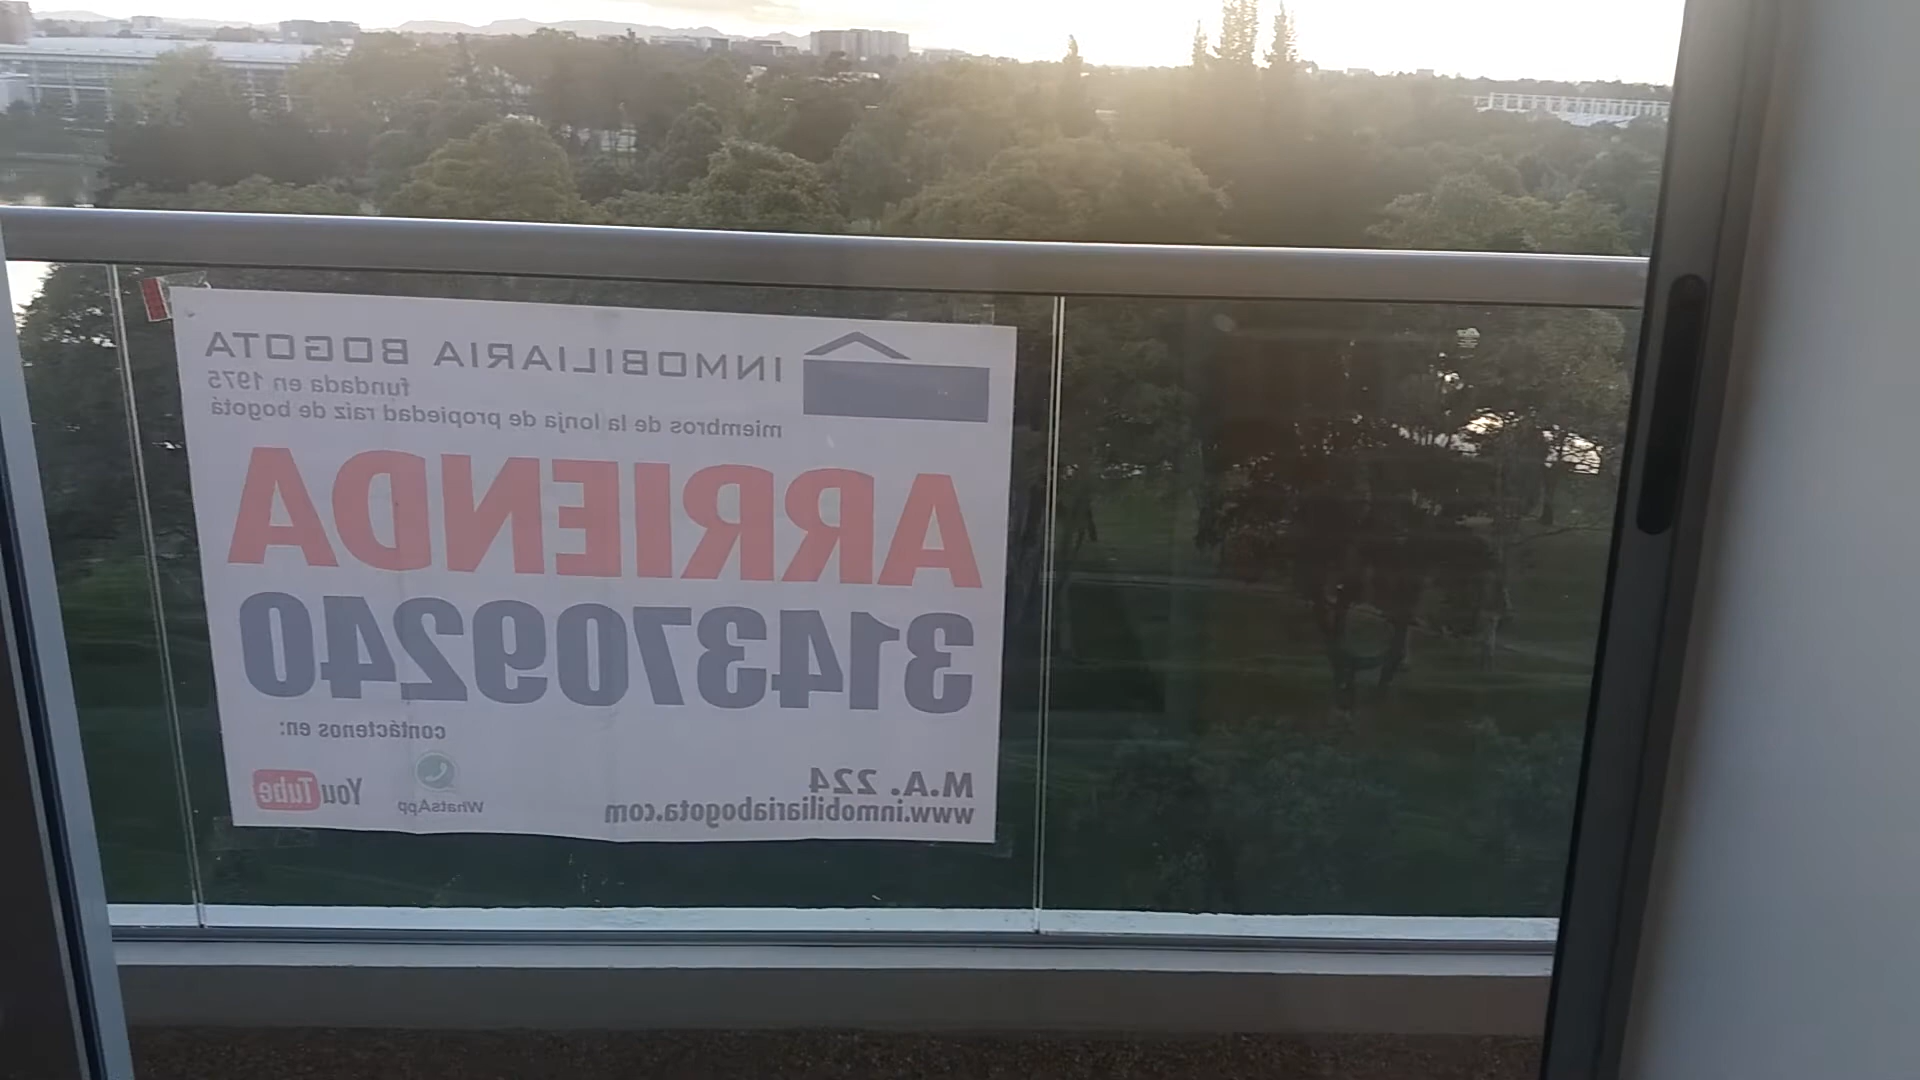 INMOBILIARIA BOGOTA
fundada en 1975
miembros de la lonja de propiedad raíz de bogotá
ARRIENDA
3143709240
contáctenos en:
M.A. 224
www.inmobiliariabogota.com
WhatsApp
YouTube